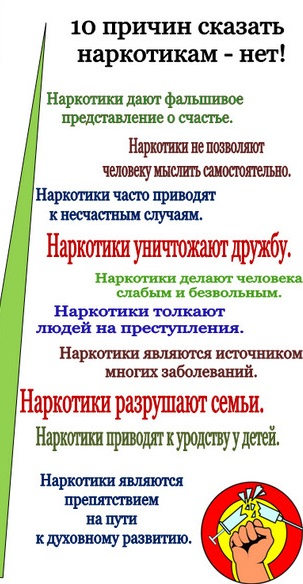 10 причин сказать
наркотикам - нет!
Наркотики дают фальшивое
представление о счастье.
Наркотики не позволяют
человеку мыслить самостоятельно.
Наркотики часто приводят
к несчастным случаям.
Наркотики уничтожают дружбу.
Наркотики делают человека
слабым и безвольным.
Наркотики толкают
людей на преступления.
Наркотики являются источником
многих заболеваний.
Наркотики разрушают семьи.
Наркотики приводят к уродству у детей.
Наркотики являются
препятствием
на пути
к духовному развитию.